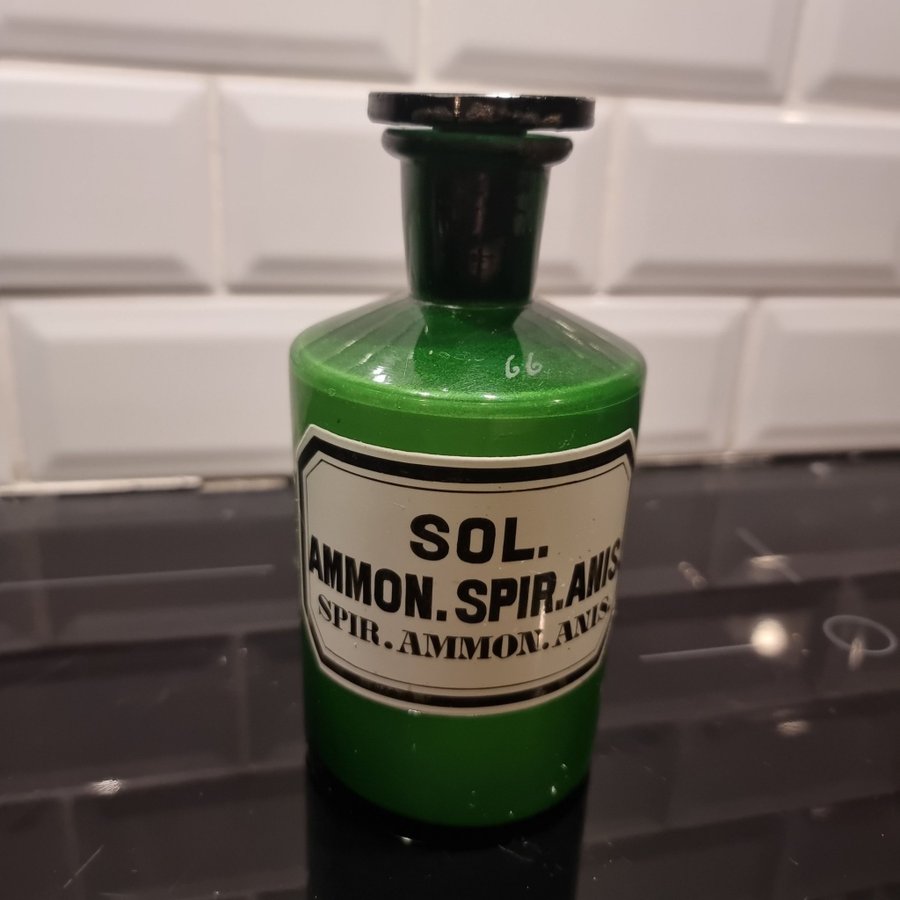 66
SOL.
AMMON. SPIR. ANIS.
SPIR. AMMON. ANIS.